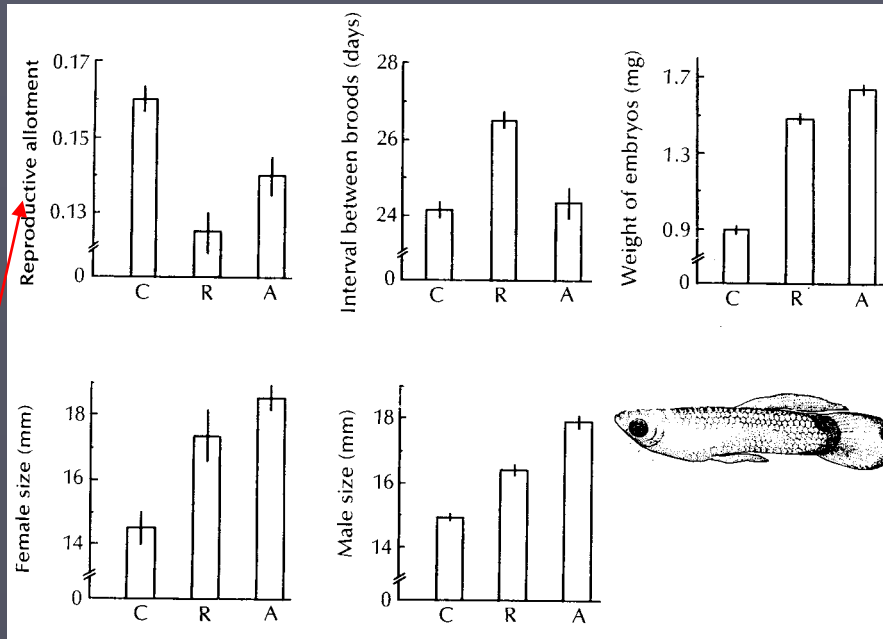 Reproductive allotment
0.17
0.15
0.13
0
C R A
Interval between broods (days)
28
26
24
0
C R A
Weight of embryos (mg)
1.7
1.3
0.9
0
C R A
Female size (mm)
18
16
14
0
C R A
Male size (mm)
18
16
14
0
C R A